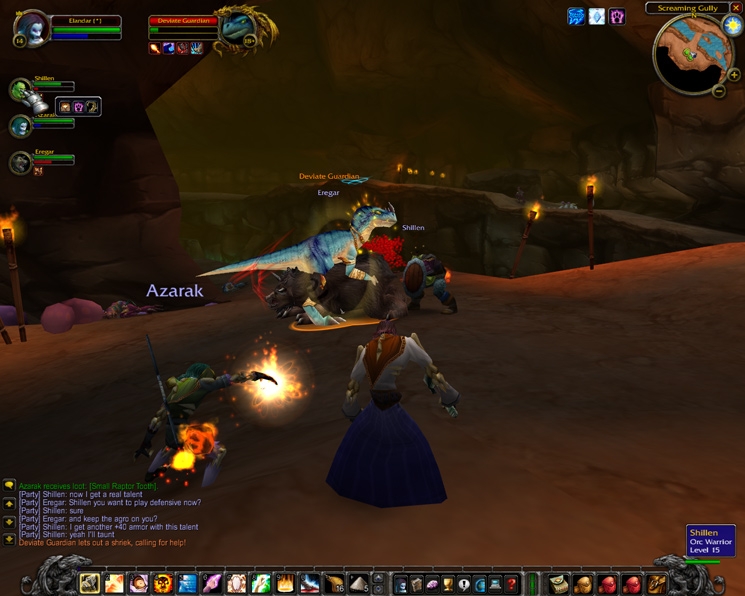 Elandar (*)
14
Deviate Guardian
18+
Screaming Gully
N
Shillen
Eregar
Deviate Guardian
Eregar
Shillen
Azarak
Azarak receives loot: [Small Raptor Tooth].
[Party] Shillen: now I get a real talent
[Party] Eregar: Shillen you want to play defensive now?
[Party] Shillen: sure
[Party] Eregar: and keep the agro on you?
[Party] Shillen: I get another +40 armor with this talent
[Party] Shillen: yeah I'll taunt
Deviate Guardian lets out a shriek, calling for help!
Shillen
Orc Warrior
Level 15
16
5